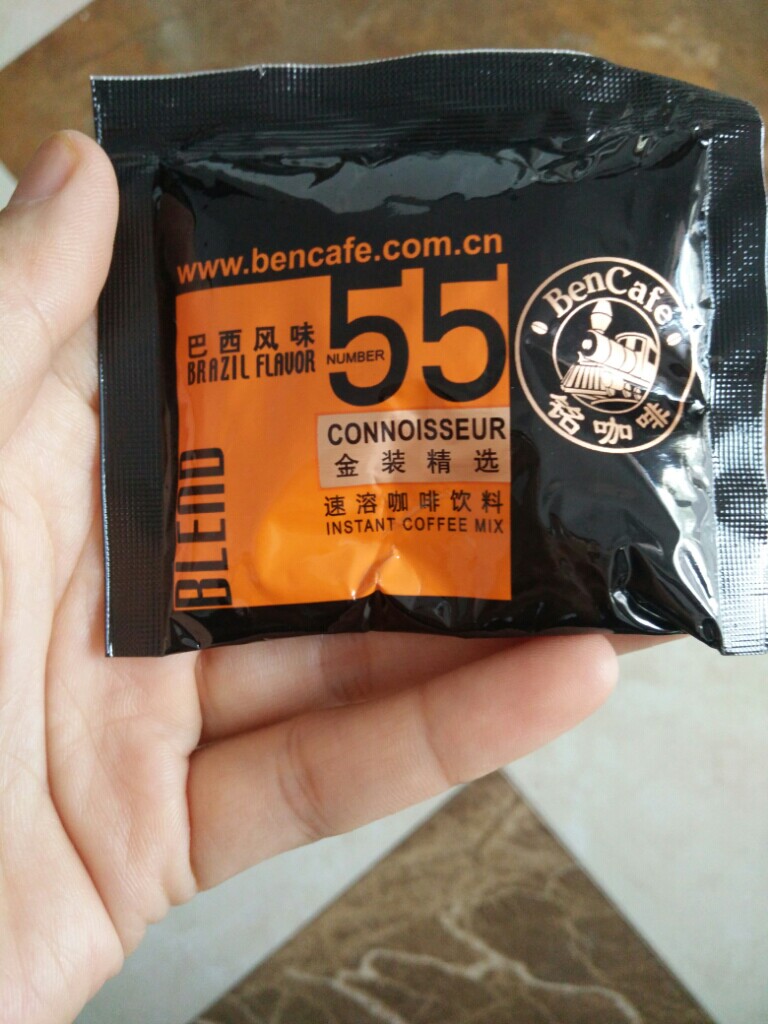 www.bencafe.com.cn
巴西风味
BRAZIL FLAVOR
NUMBER
55
CONNOISSEUR
金装精选
速溶咖啡饮料
INSTANT COFFEE MIX
BLEND
BenCafe
铭咖啡